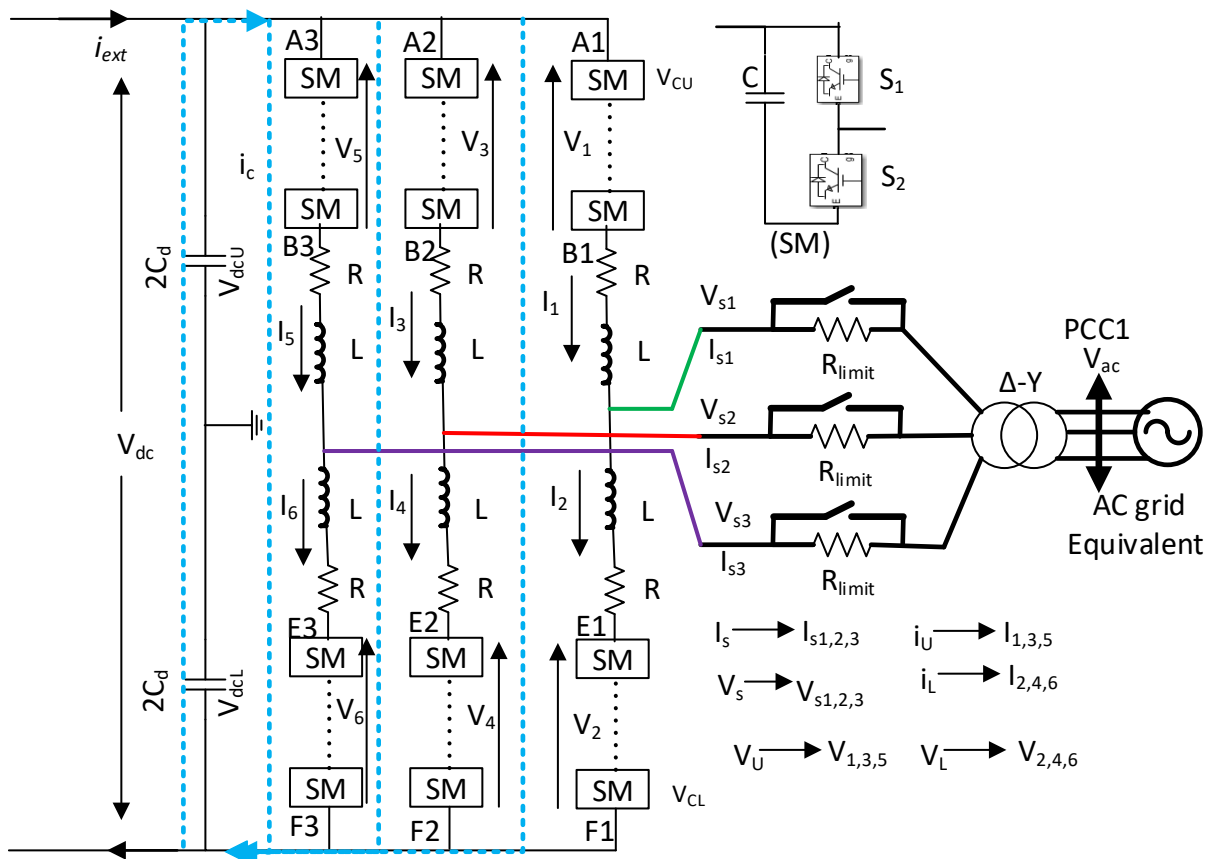 i_ext
A3
A2
A1
SM
SM
SM
V_CU
C
S_1
S_2
C
g
E
C
g
E
V_5
V_3
V_1
i_c
SM
SM
SM
(SM)
B3
B2
B1
R
R
R
2C_d
V_dcU
I_5
I_3
I_1
L
L
L
V_s1
I_s1
R_limit
PCC1
V_ac
Δ-Y
V_s2
I_s2
R_limit
V_dc
I_6
I_4
I_2
L
L
L
V_s3
I_s3
R_limit
AC grid
Equivalent
R
R
R
E3
E2
E1
SM
SM
SM
2C_d
V_dcL
V_6
V_4
V_2
SM
SM
SM
V_CL
F3
F2
F1
I_s I_s1,2,3
i_U I_1,3,5
V_s V_s1,2,3
i_L I_2,4,6
V_U V_1,3,5
V_L V_2,4,6